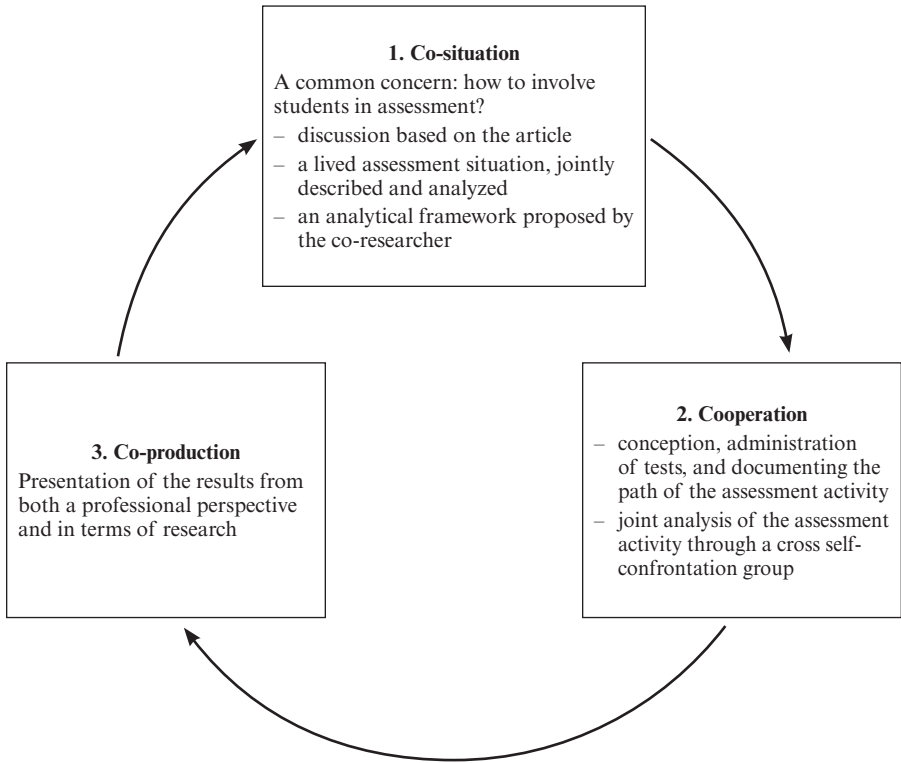 1. Co-situation
A common concern: how to involve
students in assessment?
– discussion based on the article
– a lived assessment situation, jointly
described and analyzed
– an analytical framework proposed by
the co-researcher
2. Cooperation
– conception, administration
of tests, and documenting the
path of the assessment activity
– joint analysis of the assessment
activity through a cross self-
confrontation group
3. Co-production
Presentation of the results from
both a professional perspective
and in terms of research